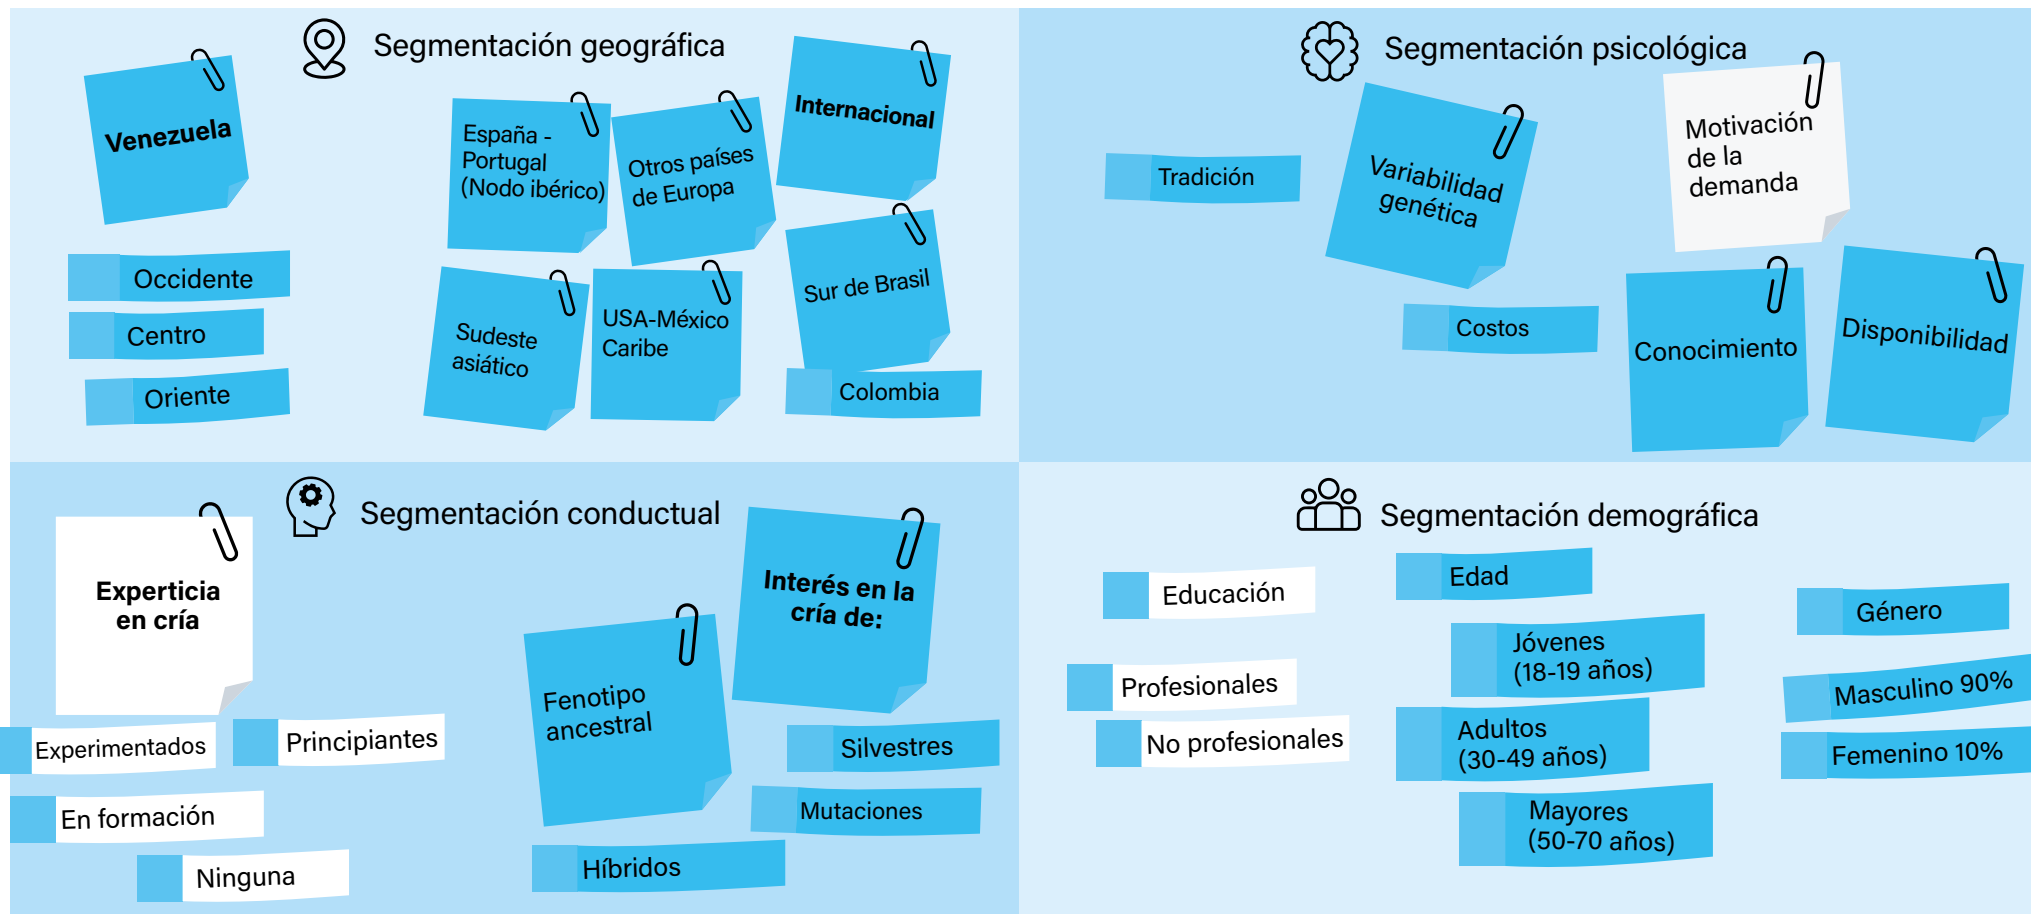 Segmentación geográfica
Venezuela
Occidente
Centro
Oriente
España -
Portugal
(Nodo ibérico)
Otros países
de Europa
Internacional
Sudeste
asiático
USA-México
Caribe
Sur de Brasil
Colombia
Segmentación psicológica
Tradición
Variabilidad
genética
Motivación
de la
demanda
Costos
Conocimiento
Disponibilidad
Segmentación conductual
Experticia
en cría
Experimentados
Principiantes
En formación
Ninguna
Interés en la
cría de:
Fenotipo
ancestral
Silvestres
Mutaciones
Híbridos
Segmentación demográfica
Educación
Profesionales
No profesionales
Edad
Jóvenes
(18-19 años)
Adultos
(30-49 años)
Mayores
(50-70 años)
Género
Masculino 90%
Femenino 10%